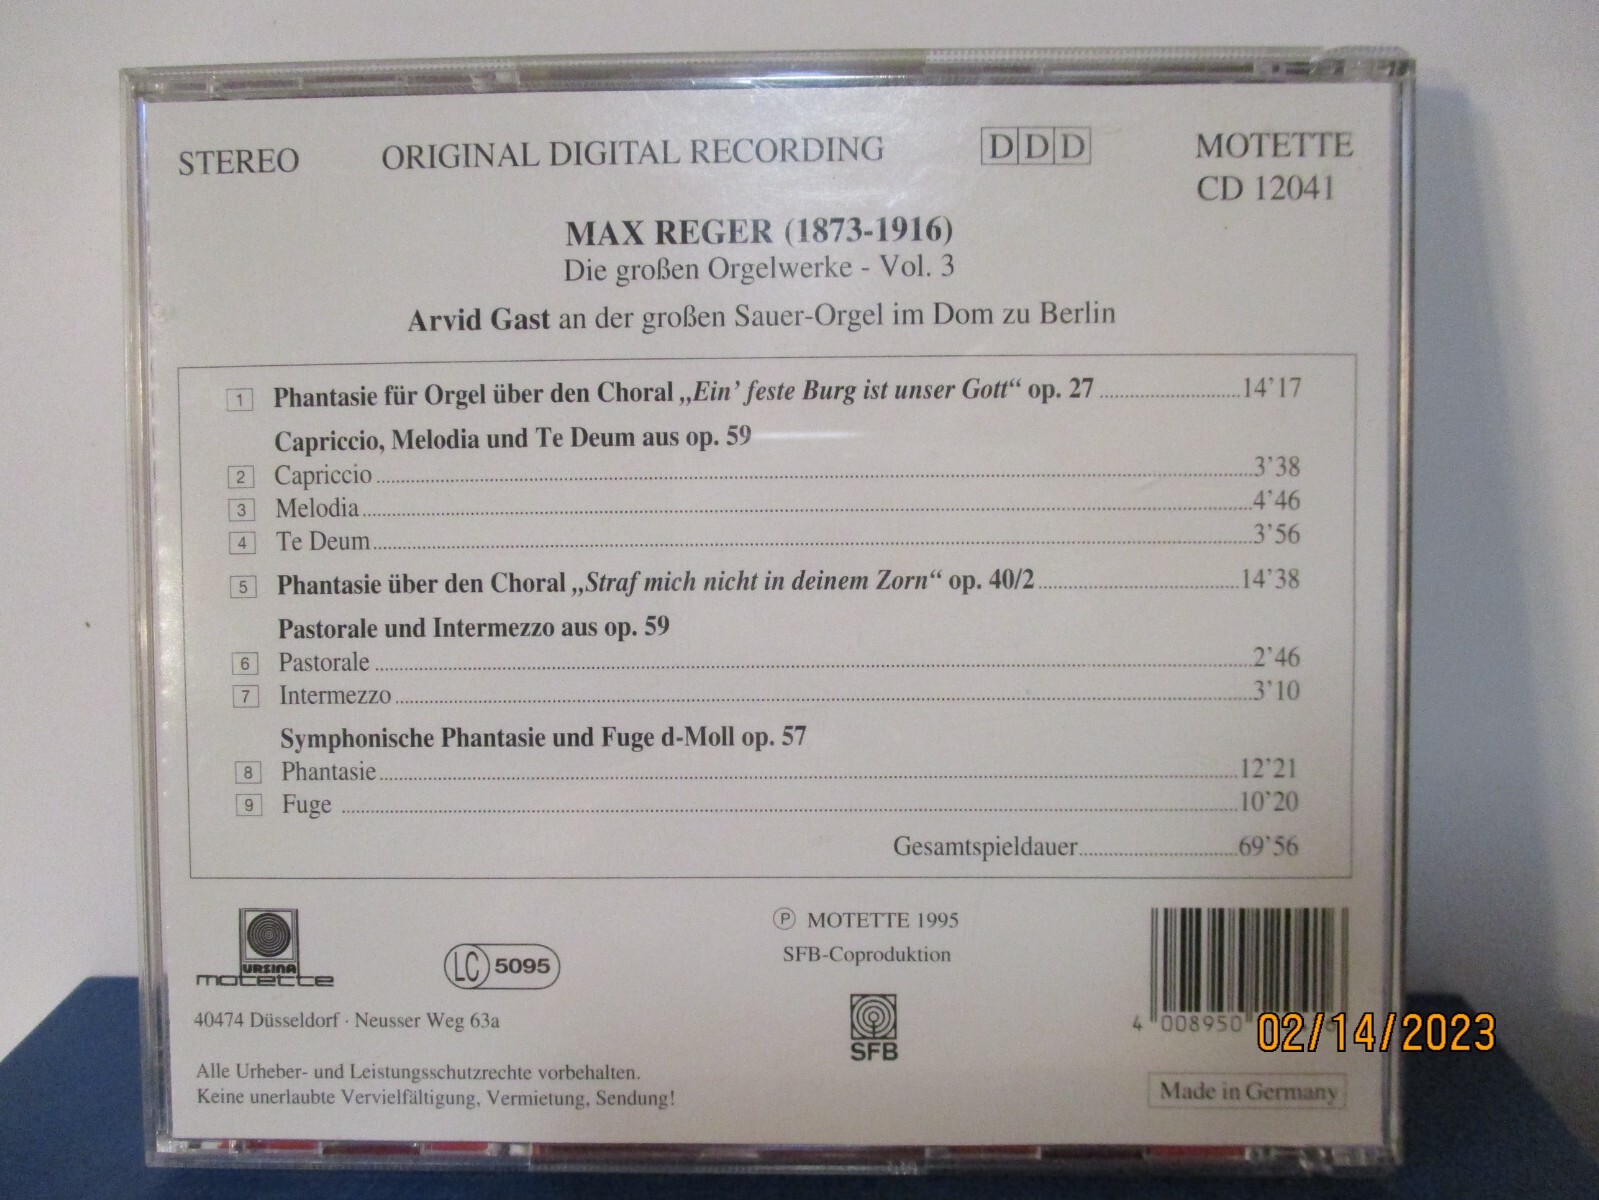 STEREO ORIGINAL DIGITAL RECORDING DDD MOTETTE
CD 12041
MAX REGER (1873-1916)
Die großen Orgelwerke - Vol. 3
Arvid Gast an der großen Sauer-Orgel im Dom zu Berlin
1 Phantasie für Orgel über den Choral „Ein’ feste Burg ist unser Gott“ op. 27 14’17
Capriccio, Melodia und Te Deum aus op. 59
2 Capriccio 3’38
3 Melodia 4’46
4 Te Deum 3’56
5 Phantasie über den Choral „Straf mich nicht in deinem Zorn“ op. 40/2 14’38
Pastorale und Intermezzo aus op. 59
6 Pastorale 2’46
7 Intermezzo 3’10
Symphonische Phantasie und Fuge d-Moll op. 57
8 Phantasie 12’21
9 Fuge 10’20
Gesamtspieldauer 69’56
URSINA
motette
LC 5095
40474 Düsseldorf · Neusser Weg 63a
Alle Urheber- und Leistungsschutzrechte vorbehalten.
Keine unerlaubte Vervielfältigung, Vermietung, Sendung!
Ⓟ MOTETTE 1995
SFB-Coproduktion
SFB
4 008950
02/14/2023
Made in Germany